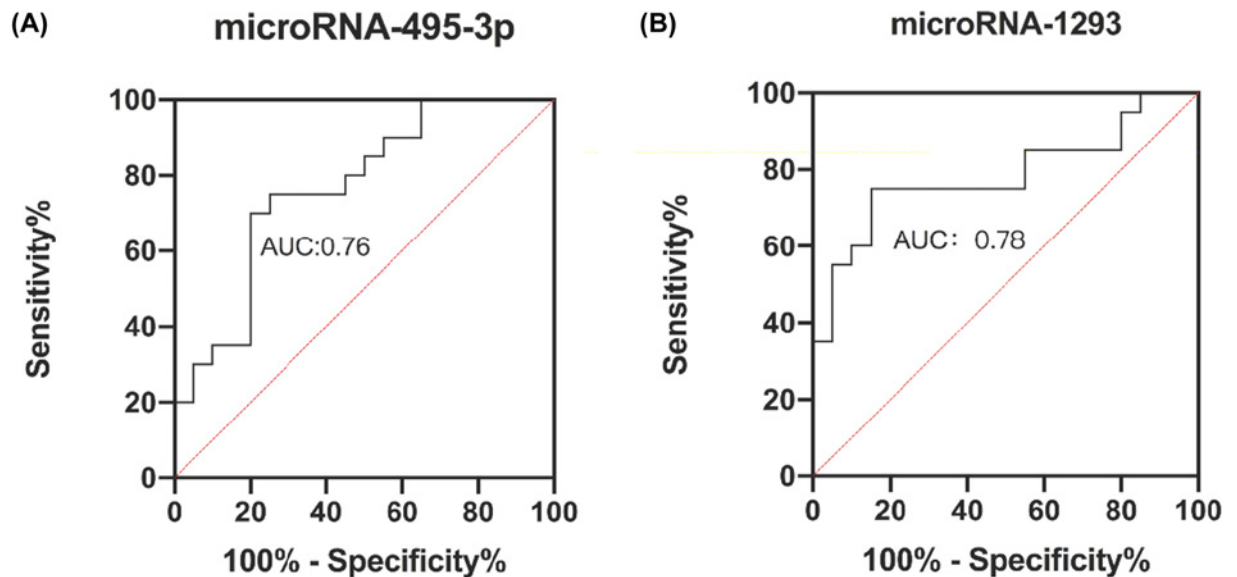 (A)
microRNA-495-3p
100
80
60
40
20
0
Sensitivity%
AUC:0.76
0 20 40 60 80 100
100% - Specificity%
(B)
microRNA-1293
100
80
60
40
20
0
Sensitivity%
AUC: 0.78
0 20 40 60 80 100
100% - Specificity%